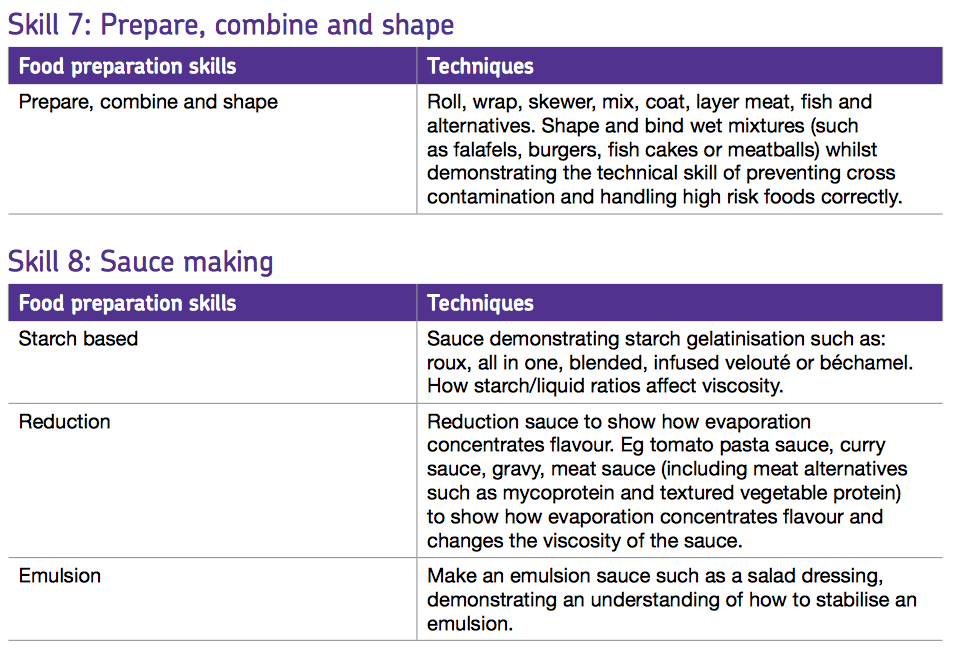 Skill 7: Prepare, combine and shape
Food preparation skills
Techniques
Prepare, combine and shape
Roll, wrap, skewer, mix, coat, layer meat, fish and
alternatives. Shape and bind wet mixtures (such
as falafels, burgers, fish cakes or meatballs) whilst
demonstrating the technical skill of preventing cross
contamination and handling high risk foods correctly.
Skill 8: Sauce making
Food preparation skills
Techniques
Starch based
Sauce demonstrating starch gelatinisation such as:
roux, all in one, blended, infused velouté or béchamel.
How starch/liquid ratios affect viscosity.
Reduction
Reduction sauce to show how evaporation
concentrates flavour. Eg tomato pasta sauce, curry
sauce, gravy, meat sauce (including meat alternatives
such as mycoprotein and textured vegetable protein)
to show how evaporation concentrates flavour and
changes the viscosity of the sauce.
Emulsion
Make an emulsion sauce such as a salad dressing,
demonstrating an understanding of how to stabilise an
emulsion.